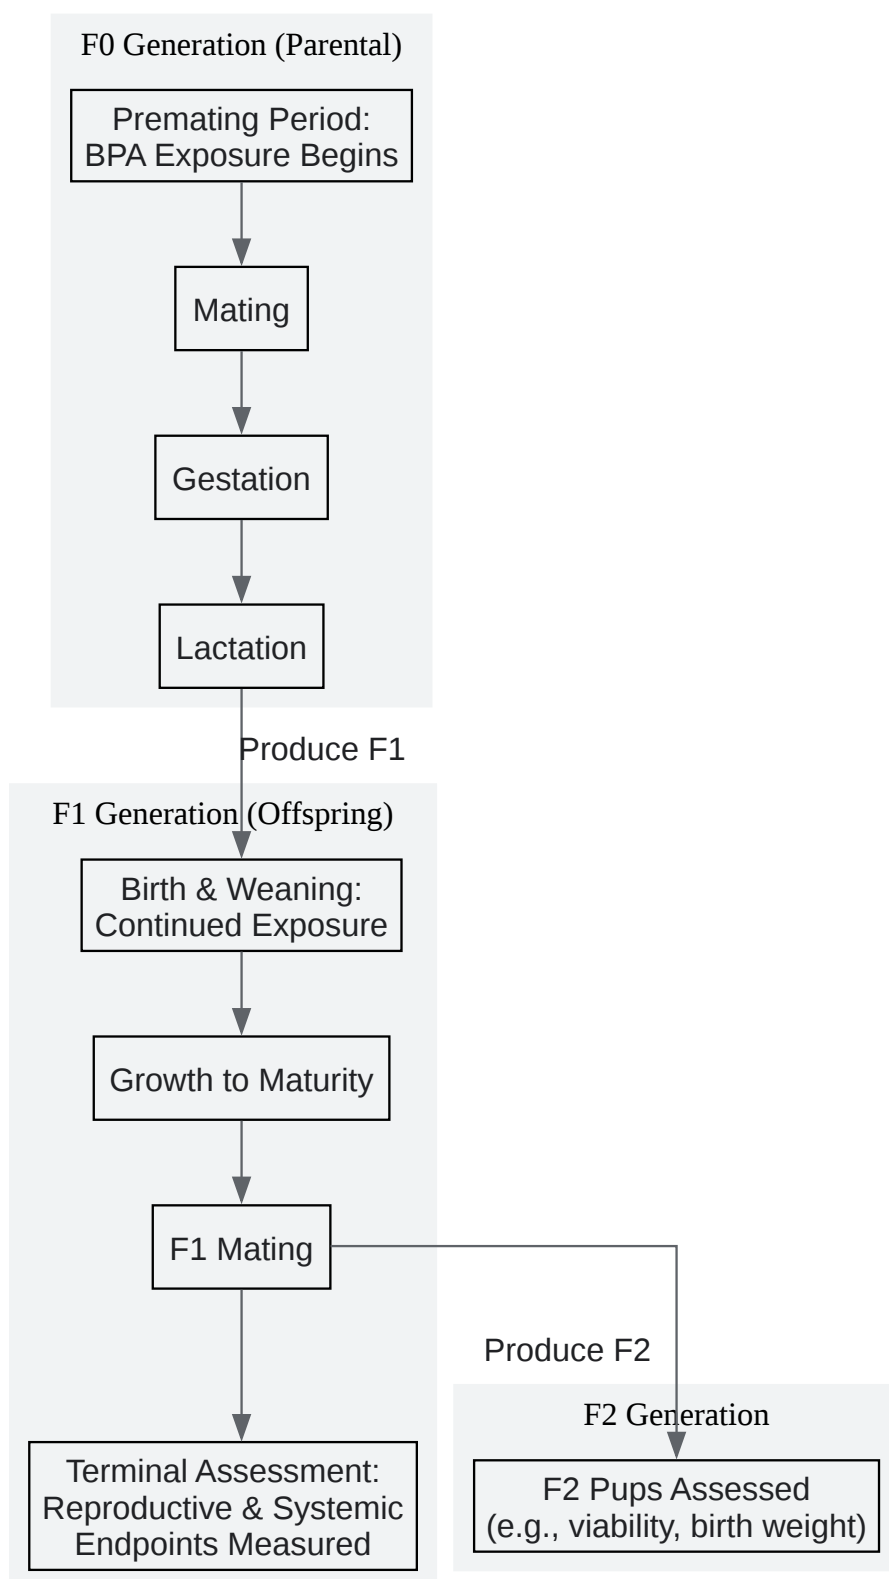 F0 Generation (Parental)
Premating Period:
BPA Exposure Begins
Mating
Gestation
Lactation
Produce F1
F1 Generation (Offspring)
Birth & Weaning:
Continued Exposure
Growth to Maturity
F1 Mating
Produce F2
F2 Generation
Terminal Assessment:
Reproductive & Systemic
Endpoints Measured
F2 Pups Assessed
(e.g., viability, birth weight)